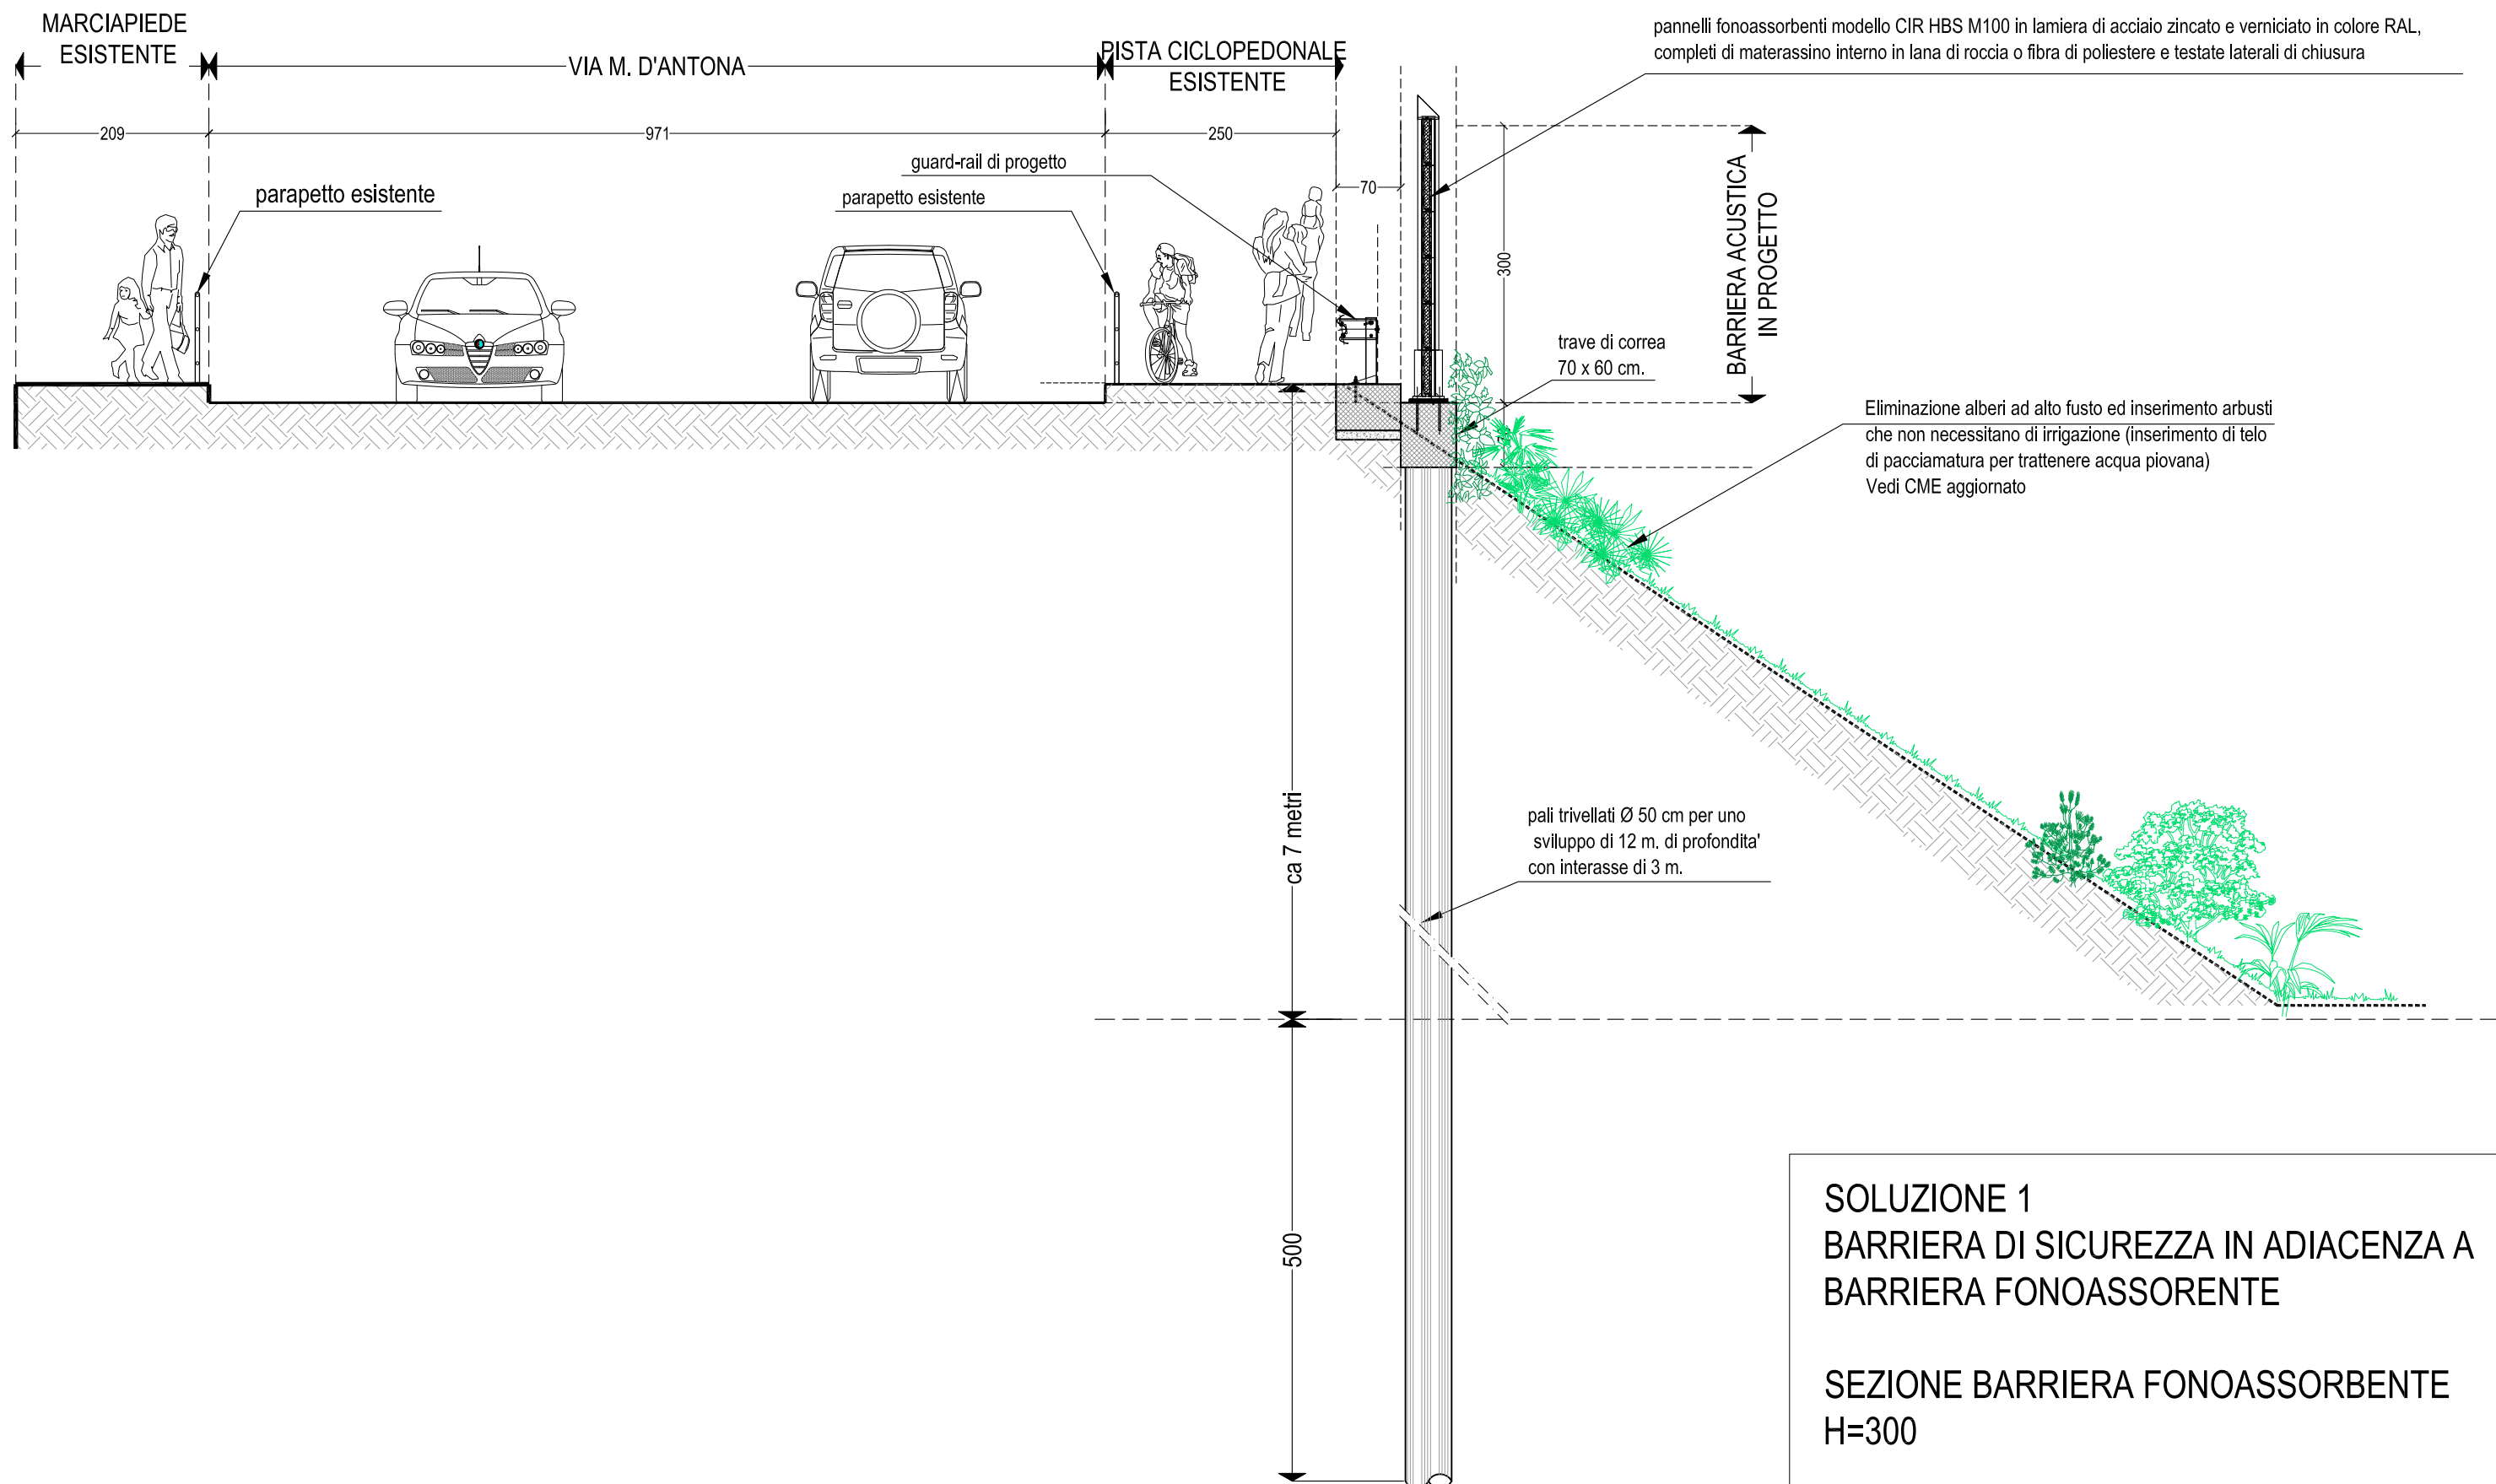 MARCIAPIEDE
ESISTENTE
VIA M. D'ANTONA
PISTA CICLOPEDONALE
ESISTENTE
pannelli fonoassorbenti modello CIR HBS M100 in lamiera di acciaio zincato e verniciato in colore RAL,
completi di materassino interno in lana di roccia o fibra di poliestere e testate laterali di chiusura
209
971
250
guard-rail di progetto
70
parapetto esistente
parapetto esistente
300
BARRIERA ACUSTICA
IN PROGETTO
trave di correa
70 x 60 cm.
Eliminazione alberi ad alto fusto ed inserimento arbusti
che non necessitano di irrigazione (inserimento di telo
di pacciamatura per trattenere acqua piovana)
Vedi CME aggiornato
ca 7 metri
pali trivellati Ø 50 cm per uno
sviluppo di 12 m. di profondita'
con interasse di 3 m.
500
SOLUZIONE 1
BARRIERA DI SICUREZZA IN ADIACENZA A
BARRIERA FONOASSORENTE
SEZIONE BARRIERA FONOASSORBENTE
H=300